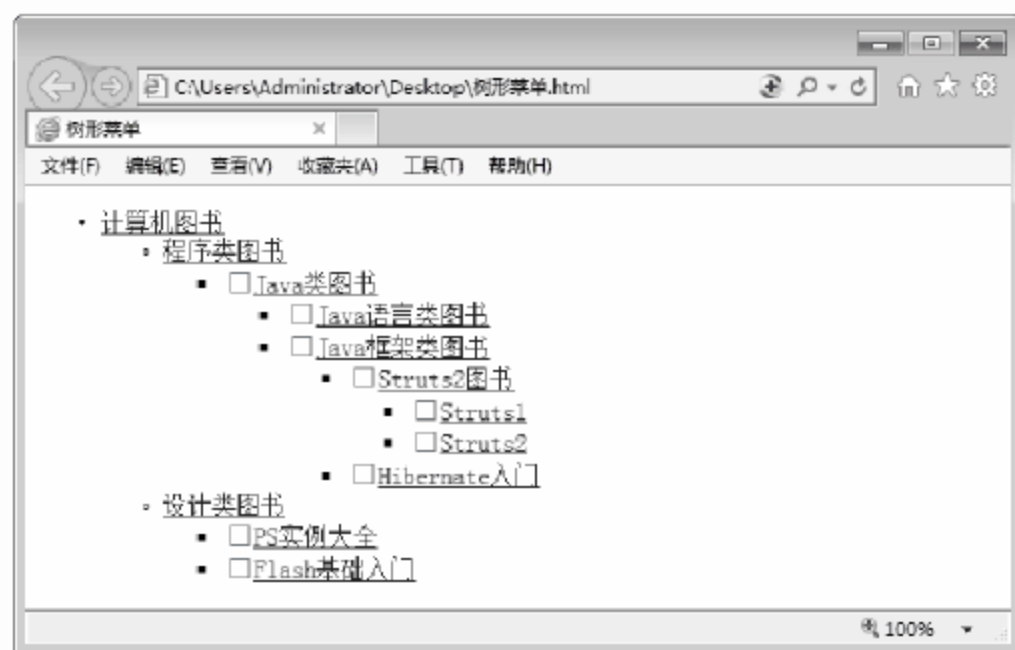 C:\Users\Administrator\Desktop\树形菜单.html
树形菜单
文件(F) 编辑(E) 查看(V) 收藏夹(A) 工具(T) 帮助(H)
计算机图书
程序类图书
Java类图书
Java语言类图书
Java框架类图书
Struts2图书
Struts1
Struts2
Hibernate入门
设计类图书
PS实例大全
Flash基础入门
100%